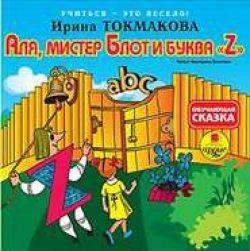 УЧИТЬСЯ – ЭТО ВЕСЕЛО!
Ирина ТОКМАКОВА
Аля, мистер Блот и буква «Z»
abc
ОБУЧАЮЩАЯ
СКАЗКА